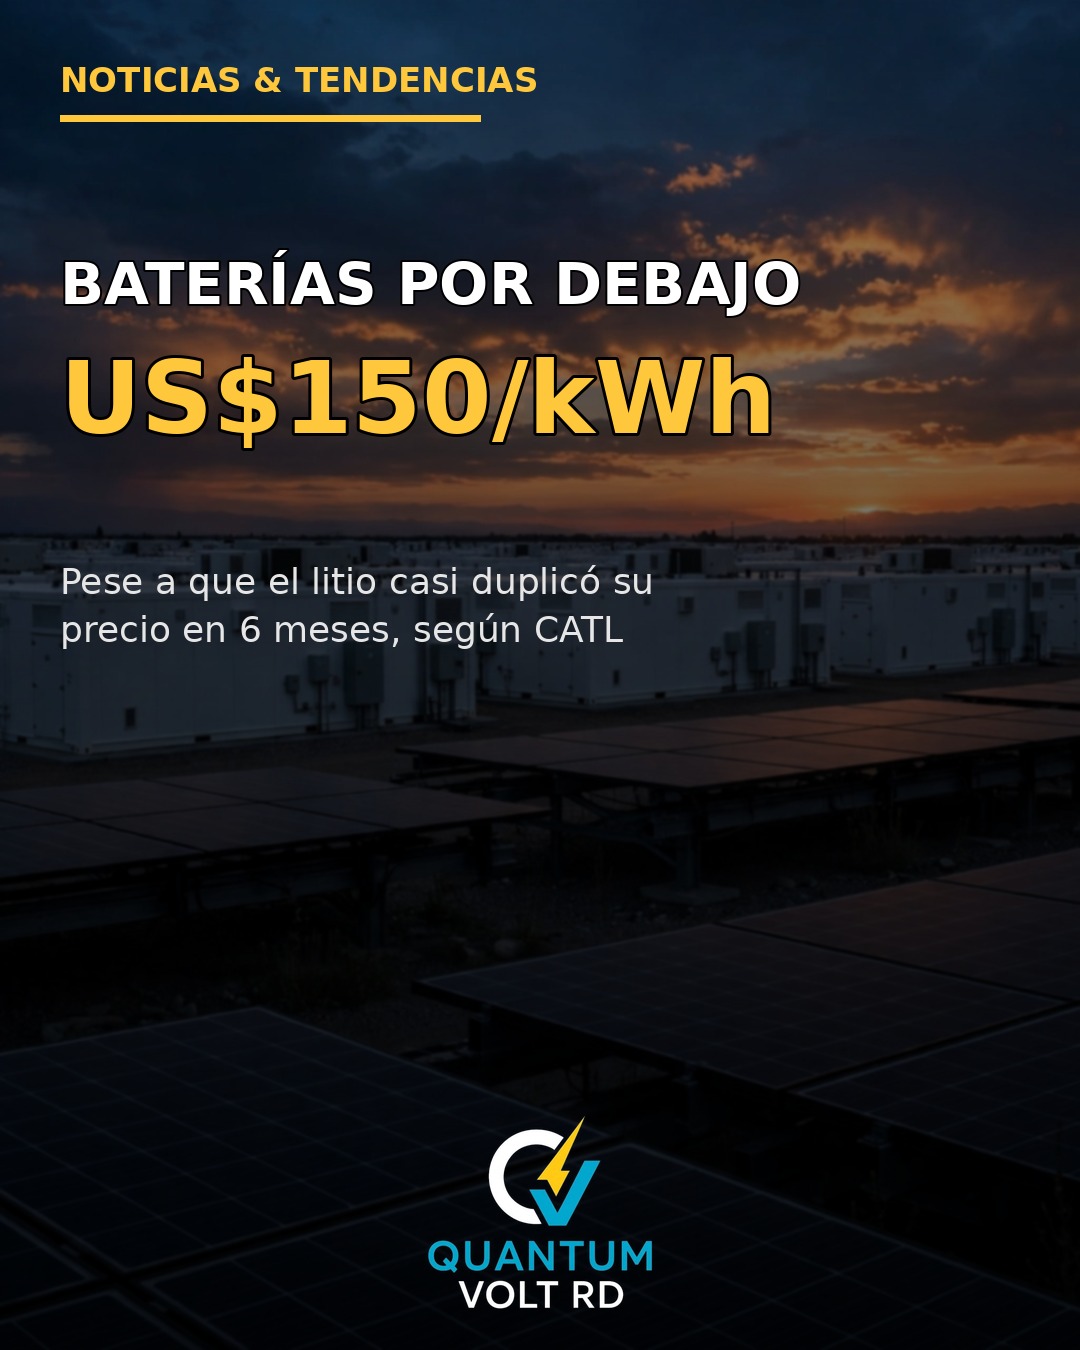 NOTICIAS & TENDENCIAS
BATERÍAS POR DEBAJO
US$150/kWh
Pese a que el litio casi duplicó su
precio en 6 meses, según CATL
QUANTUM
VOLT RD